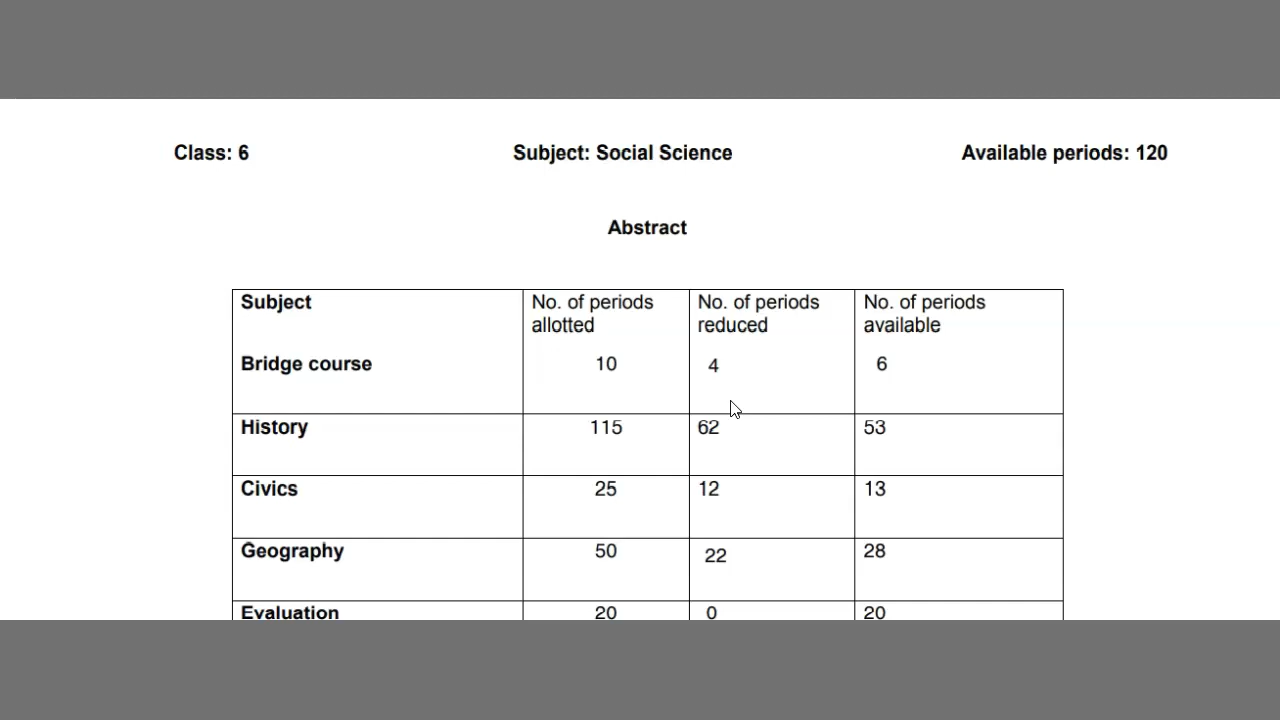 Class: 6 Subject: Social Science Available periods: 120
Abstract
Subject No. of periods allotted No. of periods reduced No. of periods available
Bridge course 10 4 6
History 115 62 53
Civics 25 12 13
Geography 50 22 28
Evaluation 20 0 20